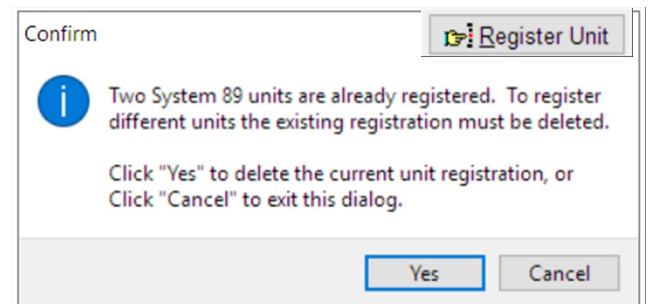 Confirm
Register Unit
Two System 89 units are already registered.  To register
different units the existing registration must be deleted.
Click "Yes" to delete the current unit registration, or
Click "Cancel" to exit this dialog.
Yes
Cancel